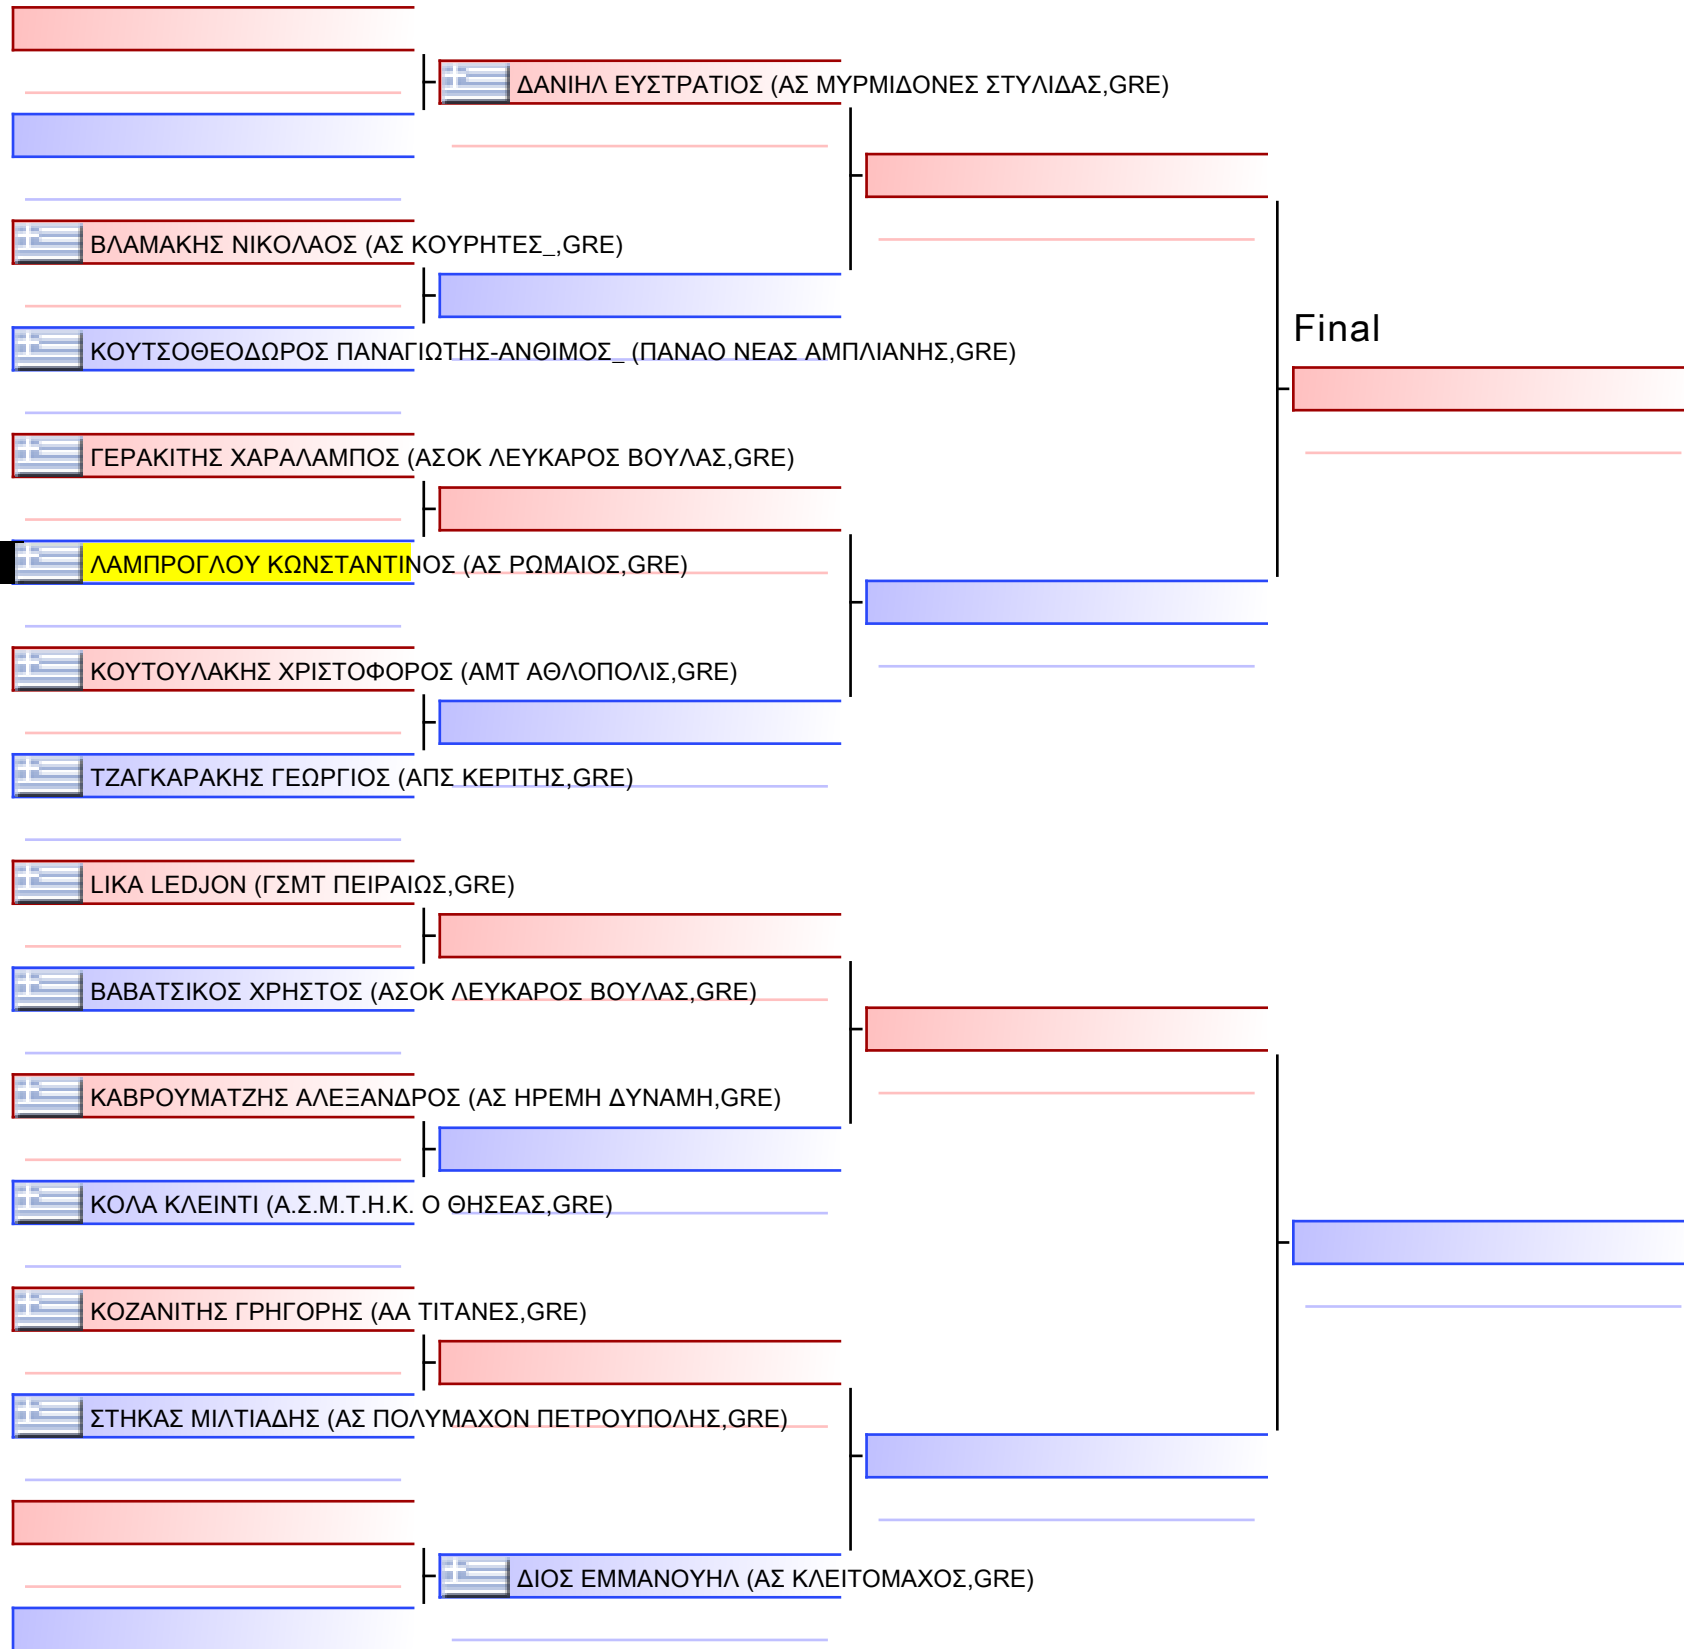 ΔΑΝΙΗΛ ΕΥΣΤΡΑΤΙΟΣ (ΑΣ ΜΥΡΜΙΔΟΝΕΣ ΣΤΥΛΙΔΑΣ,GRE)
ΒΛΑΜΑΚΗΣ ΝΙΚΟΛΑΟΣ (ΑΣ ΚΟΥΡΗΤΕΣ_,GRE)
Final
ΚΟΥΤΣΟΘΕΟΔΩΡΟΣ ΠΑΝΑΓΙΩΤΗΣ-ΑΝΘΙΜΟΣ_ (ΠΑΝΑΟ ΝΕΑΣ ΑΜΠΛΙΑΝΗΣ,GRE)
ΓΕΡΑΚΙΤΗΣ ΧΑΡΑΛΑΜΠΟΣ (ΑΣΟΚ ΛΕΥΚΑΡΟΣ ΒΟΥΛΑΣ,GRE)
ΛΑΜΠΡΟΓΛΟΥ ΚΩΝΣΤΑΝΤΙΝΟΣ (ΑΣ ΡΩΜΑΙΟΣ,GRE)
ΚΟΥΤΟΥΛΑΚΗΣ ΧΡΙΣΤΟΦΟΡΟΣ (ΑΜΤ ΑΘΛΟΠΟΛΙΣ,GRE)
ΤΖΑΓΚΑΡΑΚΗΣ ΓΕΩΡΓΙΟΣ (ΑΠΣ ΚΕΡΙΤΗΣ,GRE)
LIKA LEDJON (ΓΣΜΤ ΠΕΙΡΑΙΩΣ,GRE)
ΒΑΒΑΤΣΙΚΟΣ ΧΡΗΣΤΟΣ (ΑΣΟΚ ΛΕΥΚΑΡΟΣ ΒΟΥΛΑΣ,GRE)
ΚΑΒΡΟΥΜΑΤΖΗΣ ΑΛΕΞΑΝΔΡΟΣ (ΑΣ ΗΡΕΜΗ ΔΥΝΑΜΗ,GRE)
ΚΟΛΑ ΚΛΕΙΝΤΙ (Α.Σ.Μ.Τ.Η.Κ. Ο ΘΗΣΕΑΣ,GRE)
ΚΟΖΑΝΙΤΗΣ ΓΡΗΓΟΡΗΣ (ΑΑ ΤΙΤΑΝΕΣ,GRE)
ΣΤΗΚΑΣ ΜΙΛΤΙΑΔΗΣ (ΑΣ ΠΟΛΥΜΑΧΟΝ ΠΕΤΡΟΥΠΟΛΗΣ,GRE)
ΔΙΟΣ ΕΜΜΑΝΟΥΗΛ (ΑΣ ΚΛΕΙΤΟΜΑΧΟΣ,GRE)